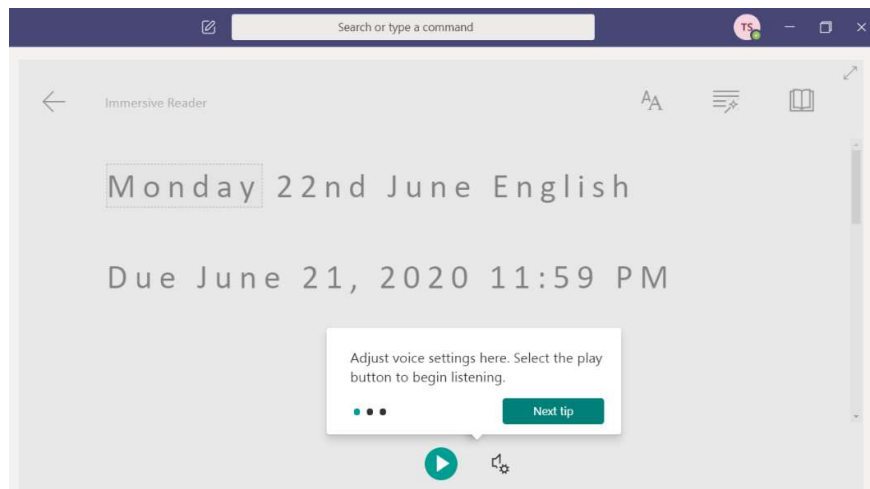 Search or type a command
TS
Immersive Reader
AA
Monday 22nd June English
Due June 21, 2020 11:59 PM
Adjust voice settings here. Select the play
button to begin listening.
Next tip